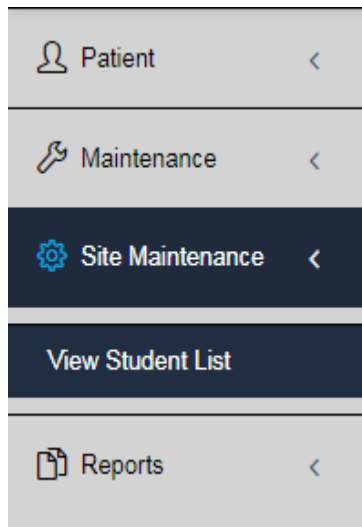 Patient
Maintenance
Site Maintenance
View Student List
Reports